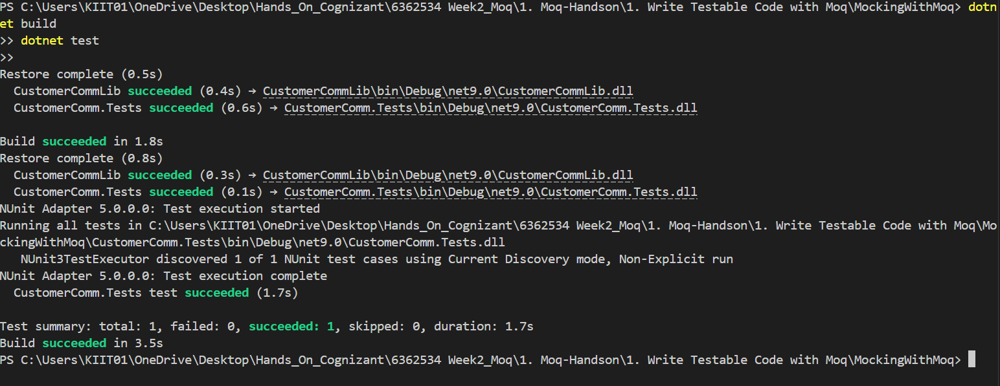 PS C:\Users\KIIT01\OneDrive\Desktop\Hands_On_Cognizant\6362534 Week2_Moq\1. Moq-Handson\1. Write Testable Code with Moq\MockingWithMoq> dotn
et build
>> dotnet test
>>
Restore complete (0.5s)
  CustomerCommLib succeeded (0.4s) → CustomerCommLib\bin\Debug\net9.0\CustomerCommLib.dll
  CustomerComm.Tests succeeded (0.6s) → CustomerComm.Tests\bin\Debug\net9.0\CustomerComm.Tests.dll

Build succeeded in 1.8s
Restore complete (0.8s)
  CustomerCommLib succeeded (0.3s) → CustomerCommLib\bin\Debug\net9.0\CustomerCommLib.dll
  CustomerComm.Tests succeeded (0.1s) → CustomerComm.Tests\bin\Debug\net9.0\CustomerComm.Tests.dll
NUnit Adapter 5.0.0.0: Test execution started
Running all tests in C:\Users\KIIT01\OneDrive\Desktop\Hands_On_Cognizant\6362534 Week2_Moq\1. Moq-Handson\1. Write Testable Code with Moq\Mo
ckingWithMoq\CustomerComm.Tests\bin\Debug\net9.0\CustomerComm.Tests.dll
   NUnit3TestExecutor discovered 1 of 1 NUnit test cases using Current Discovery mode, Non-Explicit run
NUnit Adapter 5.0.0.0: Test execution complete
  CustomerComm.Tests test succeeded (1.7s)

Test summary: total: 1, failed: 0, succeeded: 1, skipped: 0, duration: 1.7s
Build succeeded in 3.5s
PS C:\Users\KIIT01\OneDrive\Desktop\Hands_On_Cognizant\6362534 Week2_Moq\1. Moq-Handson\1. Write Testable Code with Moq\MockingWithMoq>